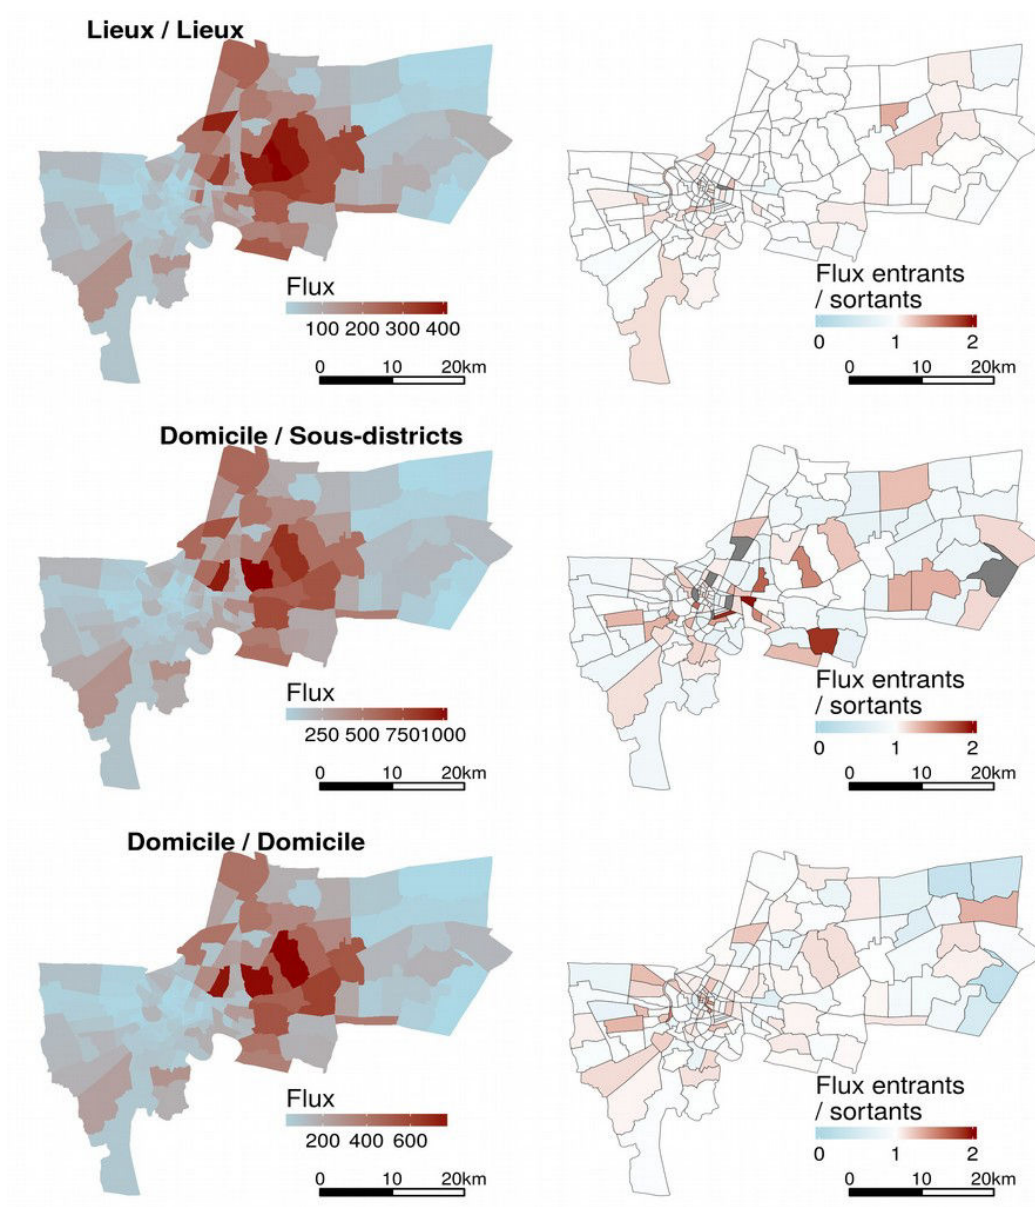 Lieux / Lieux
Flux
100 200 300 400
0 10 20km
Flux entrants
/ sortants
0 1 2
0 10 20km
Domicile / Sous-districts
Flux
250 500 7501000
0 10 20km
Flux entrants
/ sortants
0 1 2
0 10 20km
Domicile / Domicile
Flux
200 400 600
0 10 20km
Flux entrants
/ sortants
0 1 2
0 10 20km